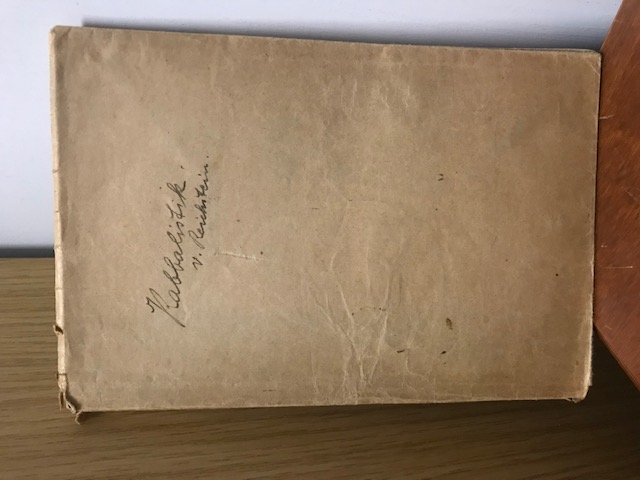 Kabbalistik.
v. Reichstein.